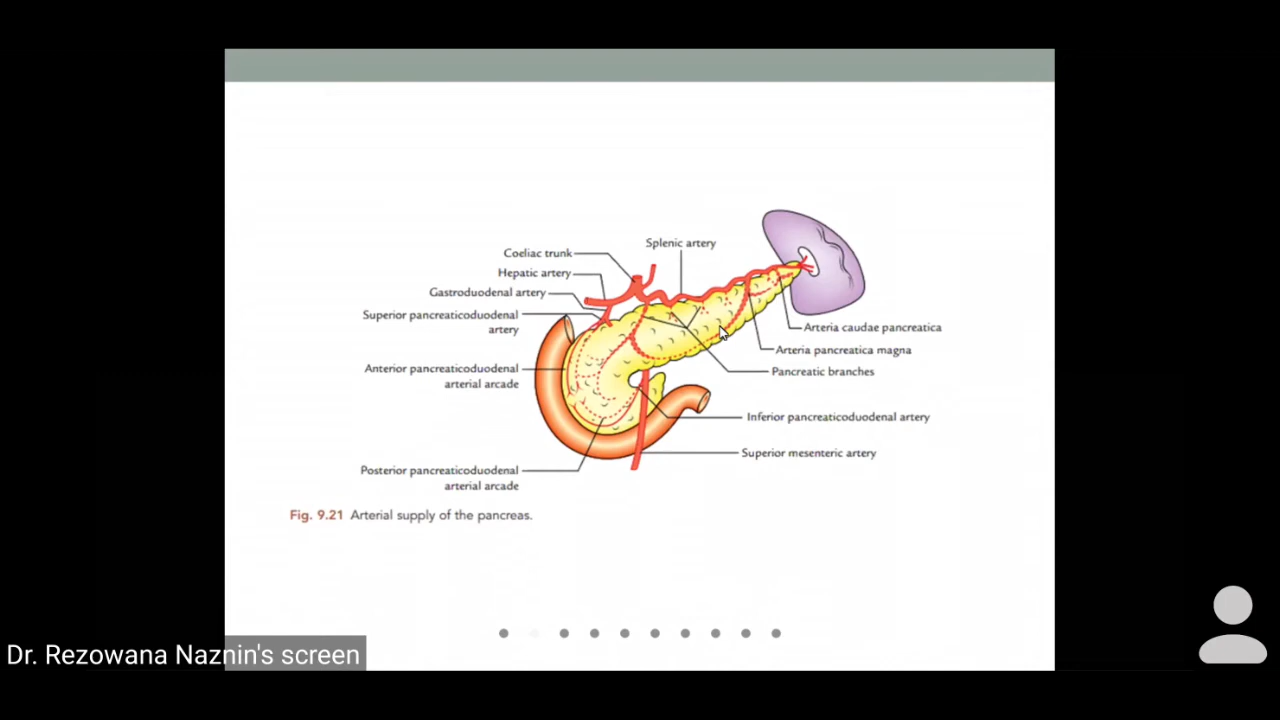 Splenic artery
Coeliac trunk
Hepatic artery
Gastroduodenal artery
Superior pancreaticoduodenal
artery
Anterior pancreaticoduodenal
arterial arcade
Posterior pancreaticoduodenal
arterial arcade
Arteria caudae pancreatica
Arteria pancreatica magna
Pancreatic branches
Inferior pancreaticoduodenal artery
Superior mesenteric artery
Fig. 9.21 Arterial supply of the pancreas.
Dr. Rezowana Naznin's screen